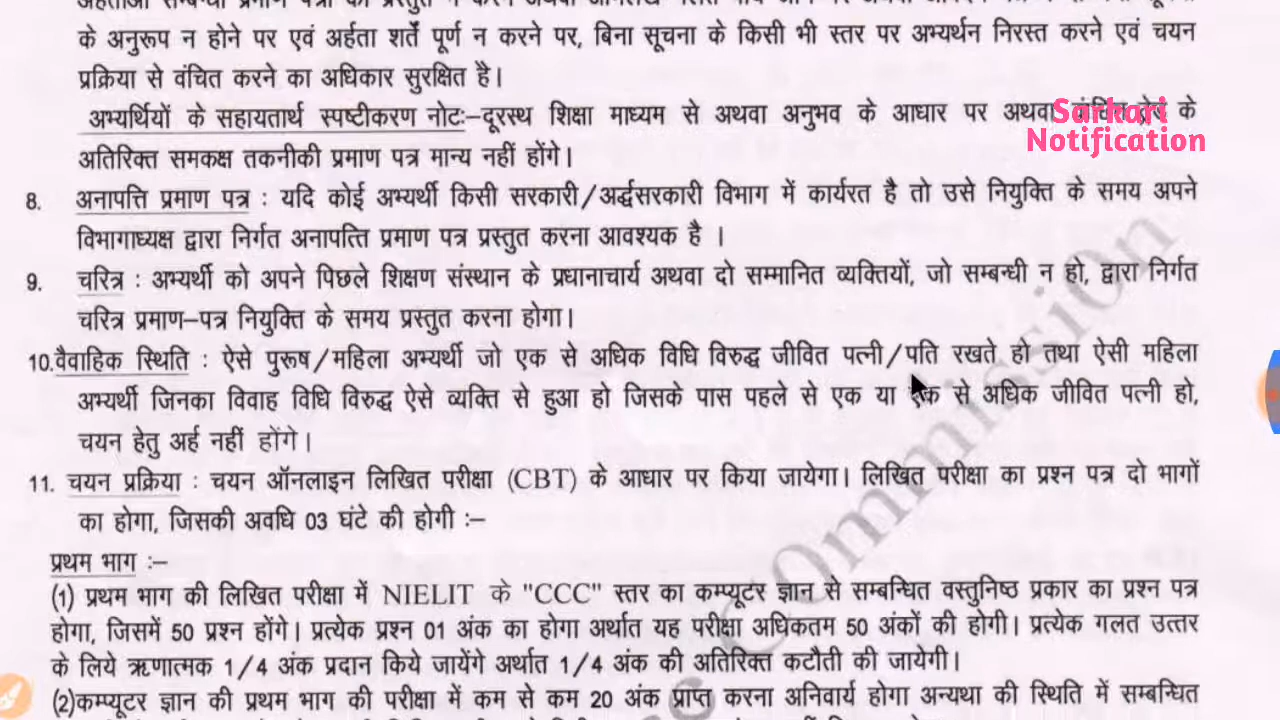 के अनुरूप न होने पर एवं अर्हता शर्तें पूर्ण न करने पर, बिना सूचना के किसी भी स्तर पर अभ्यर्थन निरस्त करने एवं चयन
प्रक्रिया से वंचित करने का अधिकार सुरक्षित है।
अभ्यर्थियों के सहायतार्थ स्पष्टीकरण नोटः–दूरस्थ शिक्षा माध्यम से अथवा अनुभव के आधार पर अथवा के
Sarkari
Notification
अतिरिक्त समकक्ष तकनीकी प्रमाण पत्र मान्य नहीं होंगे।
8. अनापत्ति प्रमाण पत्र : यदि कोई अभ्यर्थी किसी सरकारी/अर्द्धसरकारी विभाग में कार्यरत है तो उसे नियुक्ति के समय अपने
विभागाध्यक्ष द्वारा निर्गत अनापत्ति प्रमाण पत्र प्रस्तुत करना आवश्यक है ।
9. चरित्र : अभ्यर्थी को अपने पिछले शिक्षण संस्थान के प्रधानाचार्य अथवा दो सम्मानित व्यक्तियों, जो सम्बन्धी न हो, द्वारा निर्गत
चरित्र प्रमाण–पत्र नियुक्ति के समय प्रस्तुत करना होगा।
10.वैवाहिक स्थिति : ऐसे पुरूष/महिला अभ्यर्थी जो एक से अधिक विधि विरुद्ध जीवित पत्नी/पति रखते हो तथा ऐसी महिला
अभ्यर्थी जिनका विवाह विधि विरुद्ध ऐसे व्यक्ति से हुआ हो जिसके पास पहले से एक या एक से अधिक जीवित पत्नी हो,
चयन हेतु अर्ह नहीं होंगे।
11. चयन प्रक्रिया : चयन ऑनलाइन लिखित परीक्षा (CBT) के आधार पर किया जायेगा। लिखित परीक्षा का प्रश्न पत्र दो भागों
का होगा, जिसकी अवधि 03 घंटे की होगी :–
प्रथम भाग :–
(1) प्रथम भाग की लिखित परीक्षा में NIELIT के "CCC" स्तर का कम्प्यूटर ज्ञान से सम्बन्धित वस्तुनिष्ठ प्रकार का प्रश्न पत्र
होगा, जिसमें 50 प्रश्न होंगे। प्रत्येक प्रश्न 01 अंक का होगा अर्थात यह परीक्षा अधिकतम 50 अंकों की होगी। प्रत्येक गलत उत्तर
के लिये ऋणात्मक 1/4 अंक प्रदान किये जायेंगे अर्थात 1/4 अंक की अतिरिक्त कटौती की जायेगी।
(2)कम्प्यूटर ज्ञान की प्रथम भाग की परीक्षा में कम से कम 20 अंक प्राप्त करना अनिवार्य होगा अन्यथा की स्थिति में सम्बन्धित
Commission